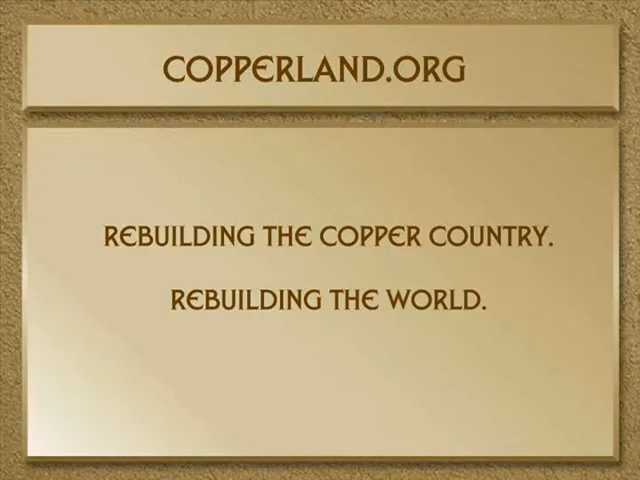 COPPERLAND.ORG
REBUILDING THE COPPER COUNTRY.
REBUILDING THE WORLD.